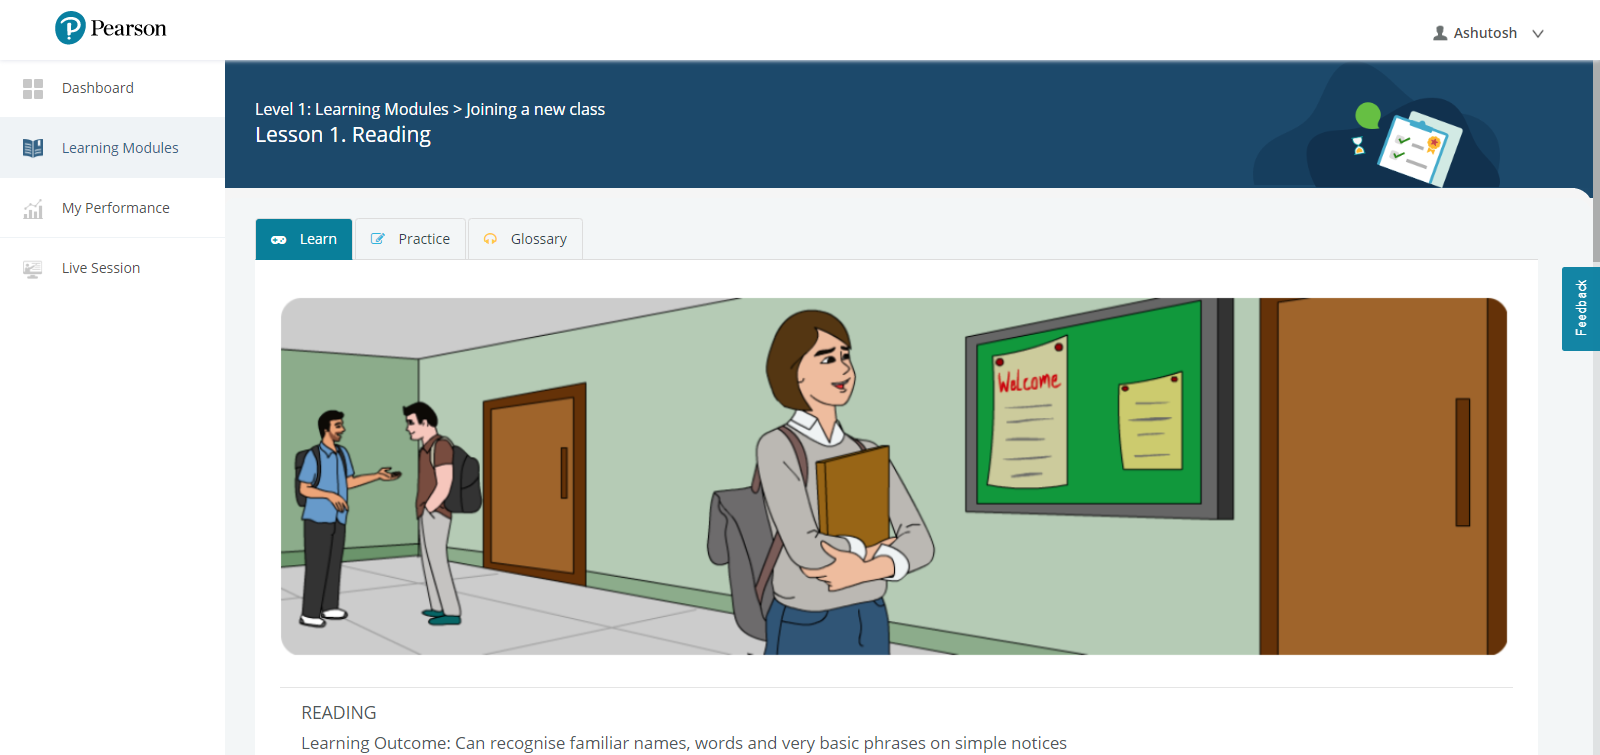 Pearson
Ashutosh
Dashboard
Learning Modules
My Performance
Live Session
Level 1: Learning Modules > Joining a new class
Lesson 1. Reading
Learn
Practice
Glossary
Welcome
Feedback
READING
Learning Outcome: Can recognise familiar names, words and very basic phrases on simple notices